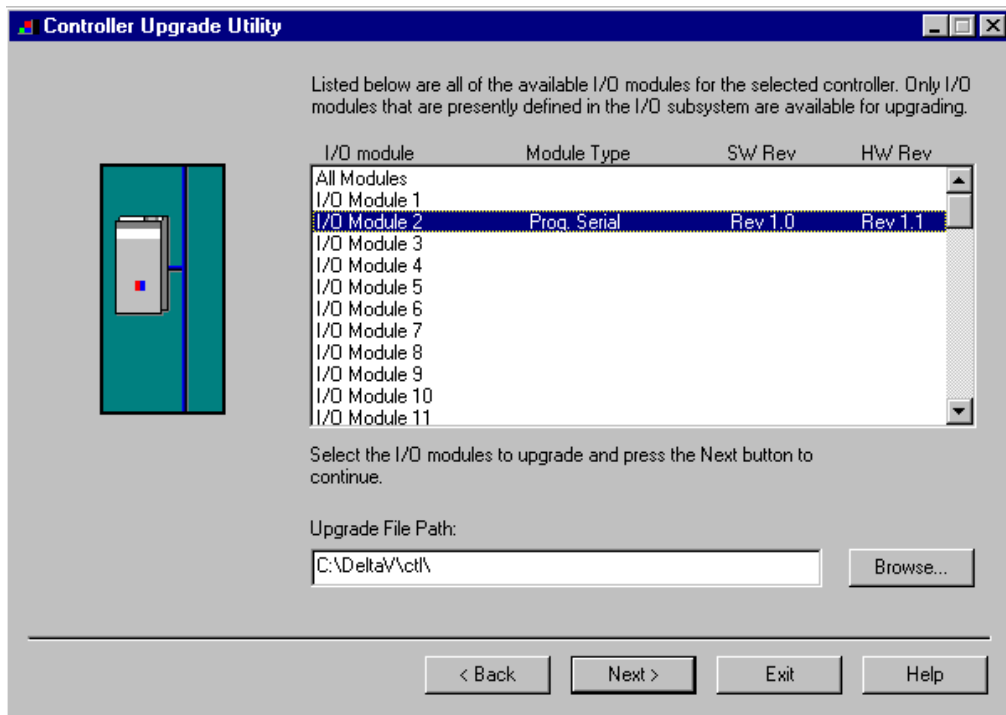 Controller Upgrade Utility
Listed below are all of the available I/O modules for the selected controller. Only I/O
modules that are presently defined in the I/O subsystem are available for upgrading.
I/O module Module Type SW Rev HW Rev
All Modules
I/O Module 1
I/O Module 2 Prog. Serial Rev 1.0 Rev 1.1
I/O Module 3
I/O Module 4
I/O Module 5
I/O Module 6
I/O Module 7
I/O Module 8
I/O Module 9
I/O Module 10
I/O Module 11
Select the I/O modules to upgrade and press the Next button to
continue.
Upgrade File Path:
C:\DeltaV\ctl\
Browse...
< Back Next > Exit Help